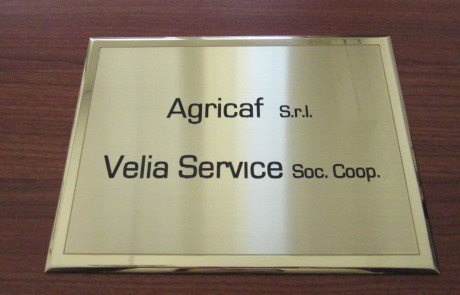 Agricaf S.r.l.
Velia Service Soc. Coop.